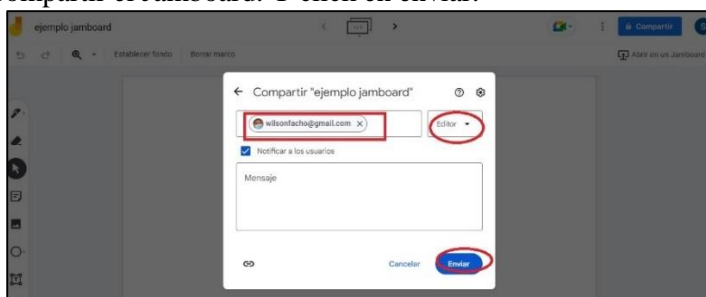 compartir el Jamboard. Y click en enviar.
ejemplo jamboard
Compartir
Establecer fondo Borrar marco
Abrir en un Jamboard
Compartir "ejemplo jamboard"
wilsonfacho@gmail.com Editor
Notificar a los usuarios
Mensaje
Cancelar Enviar